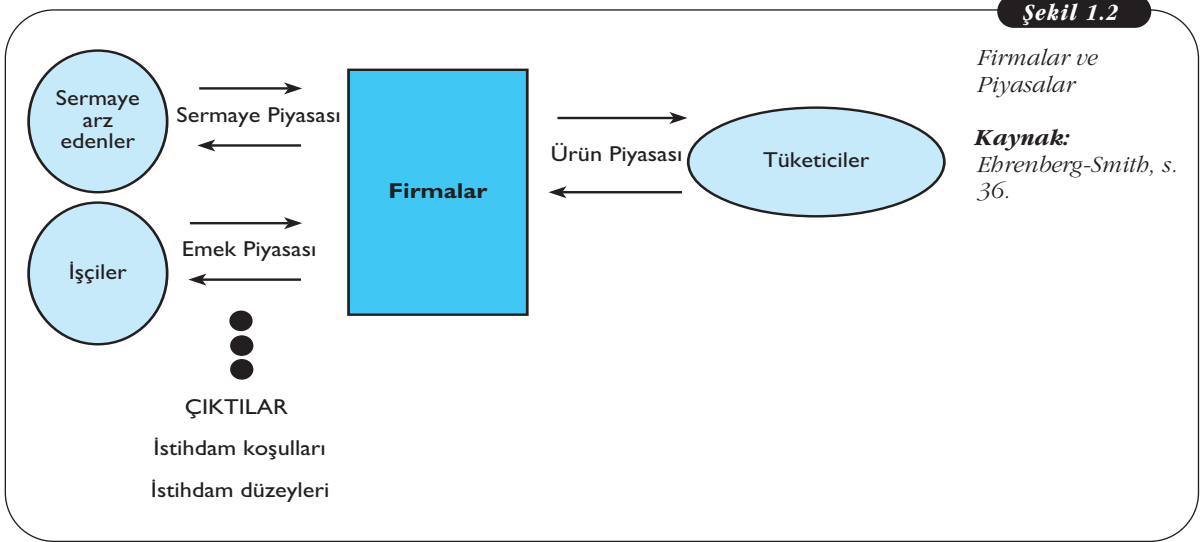 Şekil 1.2
Firmalar ve
Piyasalar
Kaynak:
Ehrenberg-Smith, s.
36.
Sermaye
arz
edenler
Sermaye Piyasası
İşçiler
Emek Piyasası
Firmalar
Ürün Piyasası
Tüketiciler
ÇIKTILAR
İstihdam koşulları
İstihdam düzeyleri